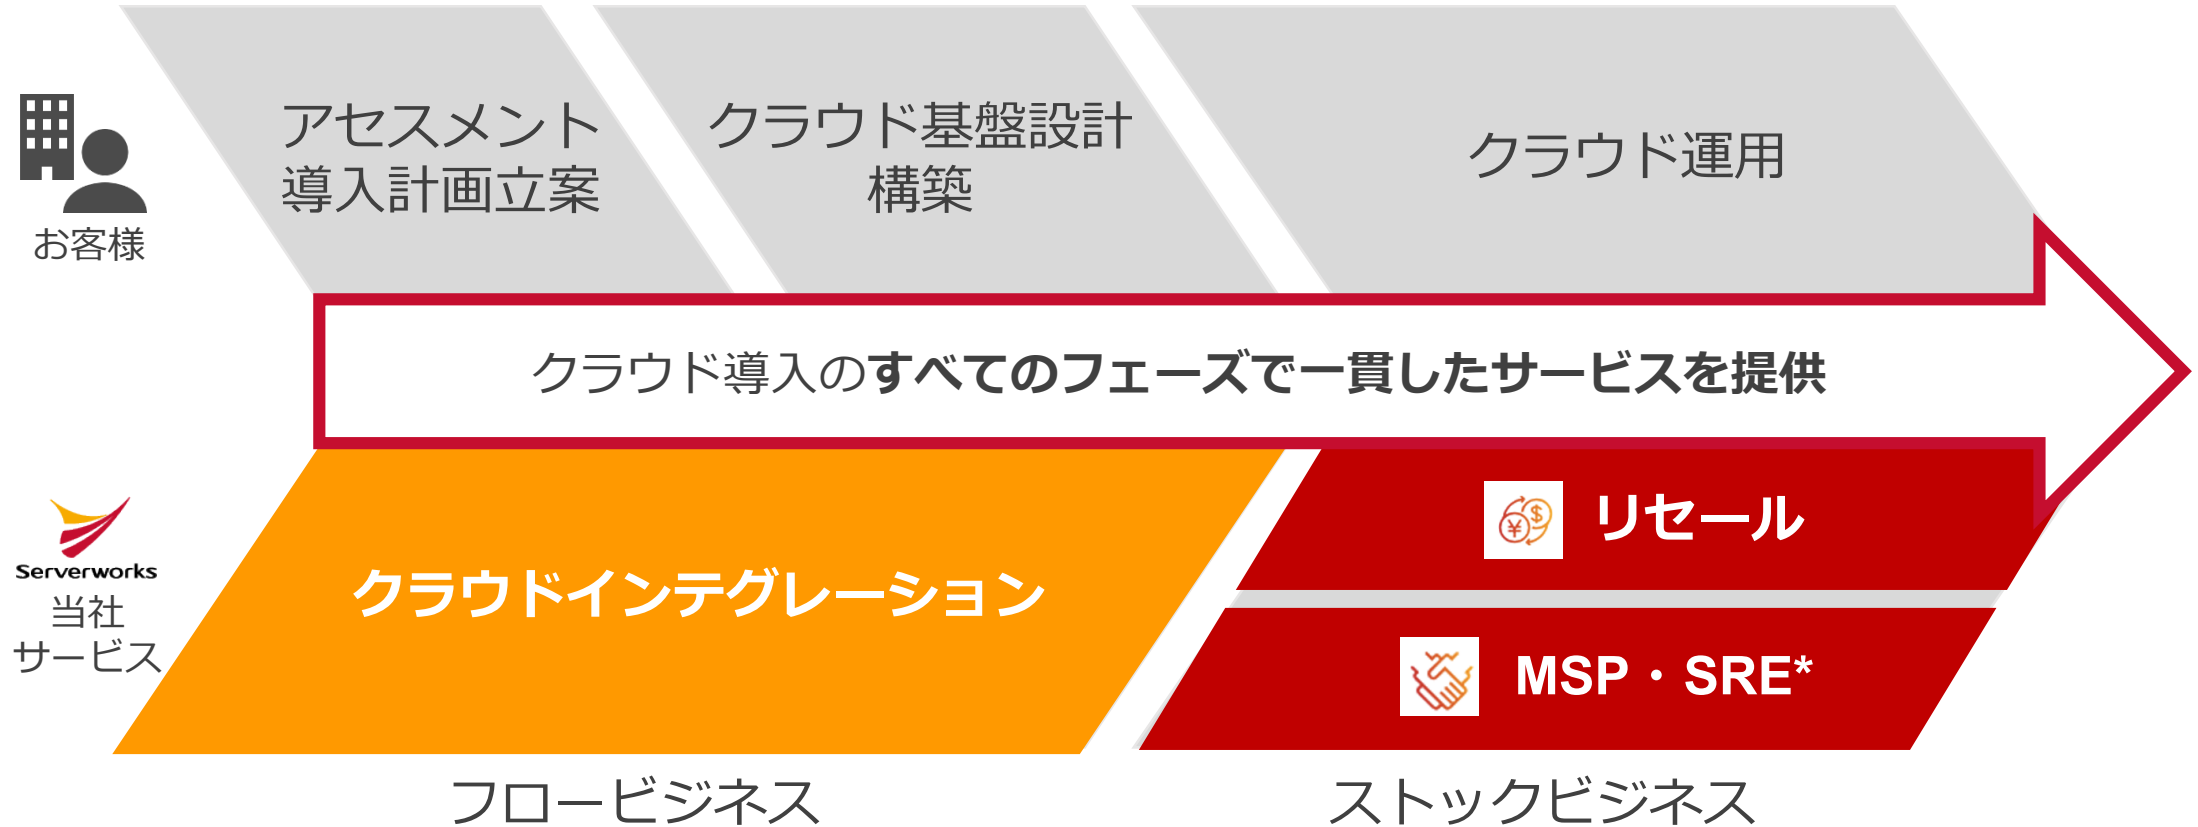 アセスメント
導入計画立案
クラウド基盤設計
構築
クラウド運用
お客様
クラウド導入のすべてのフェーズで一貫したサービスを提供
Serverworks
当社
サービス
クラウドインテグレーション
¥ $
リセール
MSP・SRE*
フロービジネス
ストックビジネス